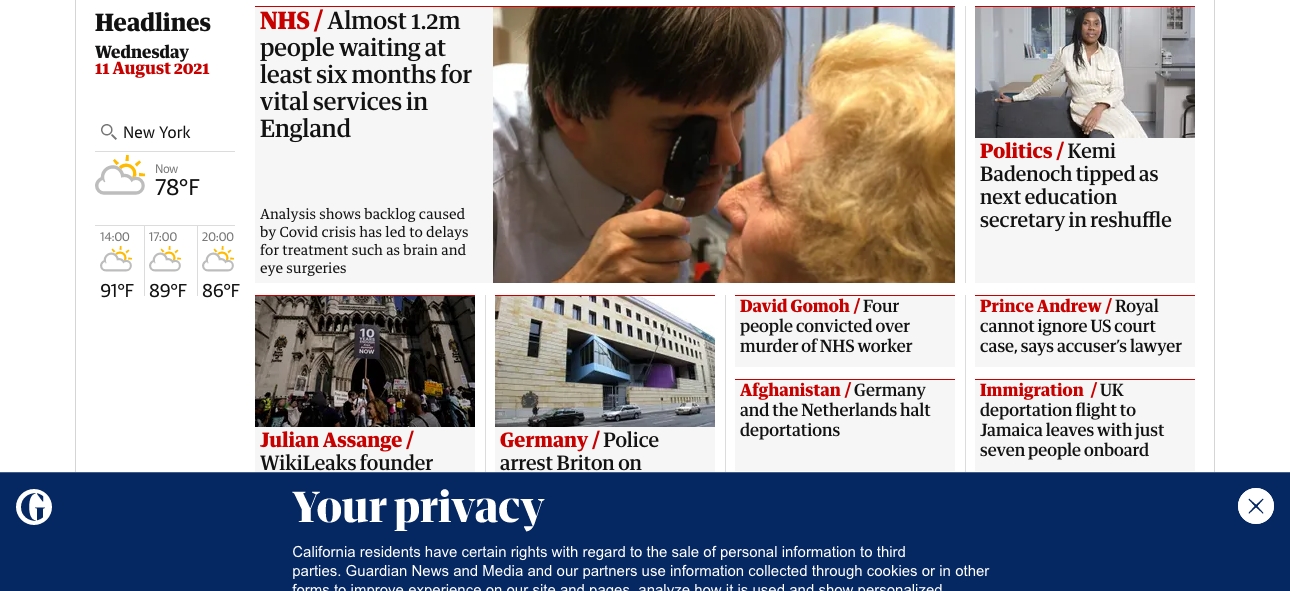 Headlines
Wednesday
11 August 2021
New York
Now
78°F
14:00
17:00
20:00
91°F
89°F
86°F
NHS / Almost 1.2m
people waiting at
least six months for
vital services in
England
Analysis shows backlog caused
by Covid crisis has led to delays
for treatment such as brain and
eye surgeries
Politics / Kemi
Badenoch tipped as
next education
secretary in reshuffle
10
YEARS
NOW
Julian Assange /
WikiLeaks founder
Germany / Police
arrest Briton on
David Gomoh / Four
people convicted over
murder of NHS worker
Afghanistan / Germany
and the Netherlands halt
deportations
Prince Andrew / Royal
cannot ignore US court
case, says accuser’s lawyer
Immigration / UK
deportation flight to
Jamaica leaves with just
seven people onboard
Your privacy
California residents have certain rights with regard to the sale of personal information to third
parties. Guardian News and Media and our partners use information collected through cookies or in other
forms to improve experience on our site and pages, analyze how it is used and show personalized